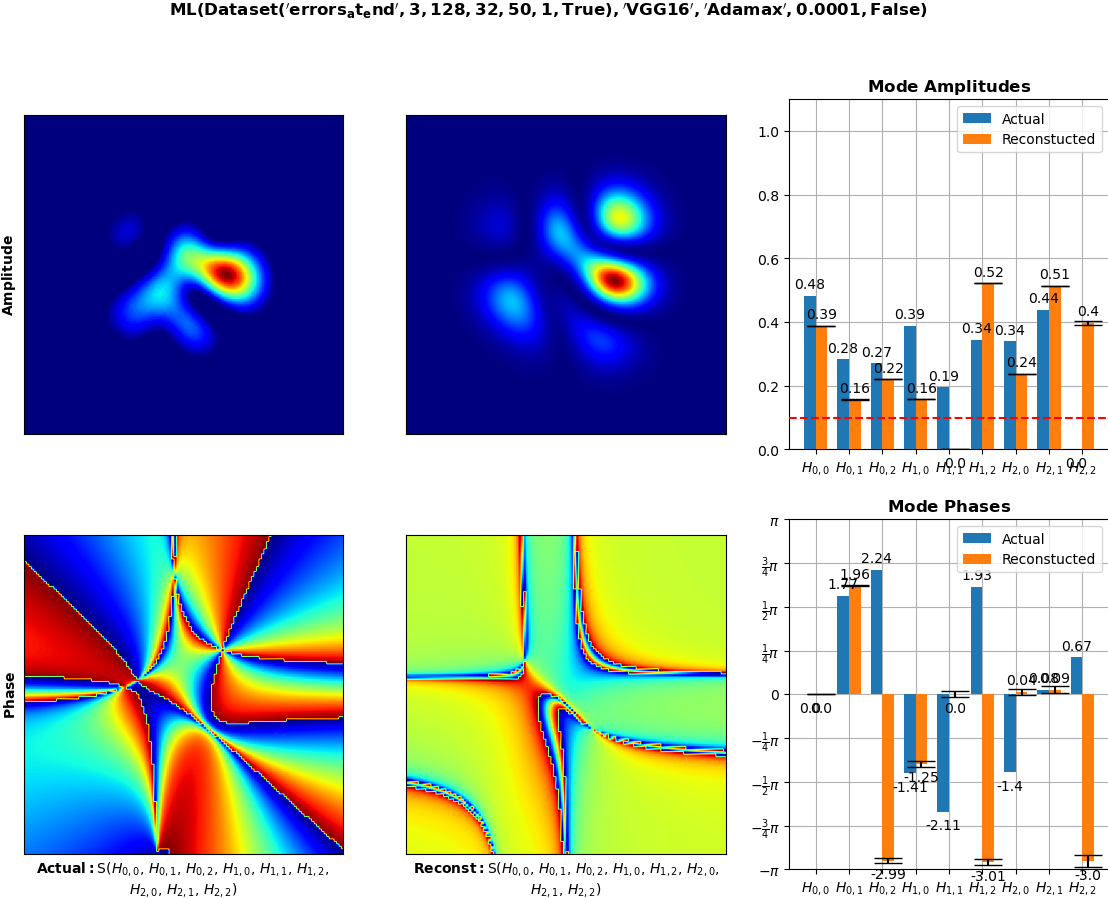 ML(Dataset('errors_at_end', 3, 128, 32, 50, 1, True), 'VGG16', 'Adamax', 0.0001, False)
Amplitude
Mode Amplitudes
Actual
Reconstucted
1.0
0.8
0.6
0.4
0.2
0.0
0.48
0.39
0.28
0.16
0.27
0.22
0.39
0.16
0.19
0.0
0.34
0.52
0.34
0.24
0.44
0.51
0.0
0.4
H0,0 H0,1 H0,2 H1,0 H1,1 H1,2 H2,0 H2,1 H2,2
Phase
Actual: S(H0,0, H0,1, H0,2, H1,0, H1,1, H1,2,
H2,0, H2,1, H2,2)
Reconst: S(H0,0, H0,1, H0,2, H1,0, H1,2, H2,0,
H2,1, H2,2)
Mode Phases
Actual
Reconstucted
π
3/4π
1/2π
1/4π
0
−1/4π
−1/2π
−3/4π
−π
0.0
0.0
1.77
1.96
2.24
-2.99
-1.41
-1.25
-2.11
0.0
1.93
-3.01
-1.4
0.04
0.08
0.09
0.67
-3.0
H0,0 H0,1 H0,2 H1,0 H1,1 H1,2 H2,0 H2,1 H2,2